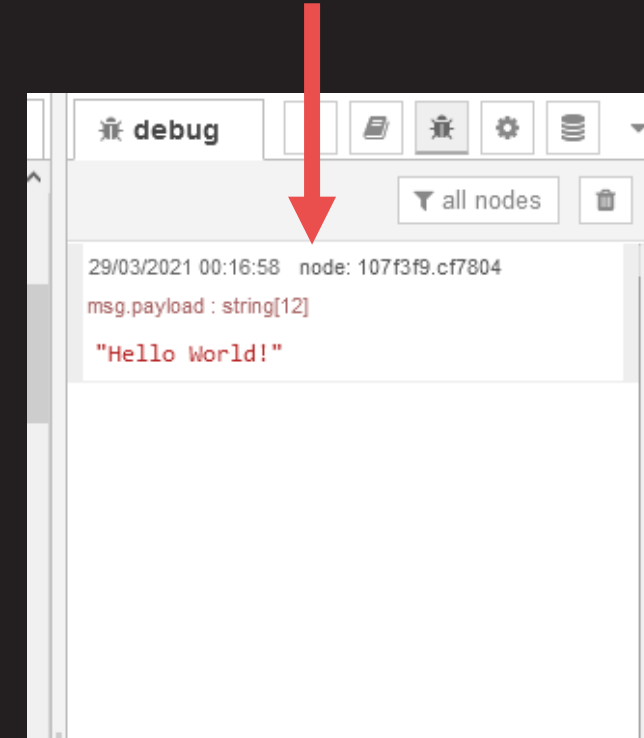 debug
all nodes
29/03/2021 00:16:58 node: 107f3f9.cf7804
msg.payload : string[12]
"Hello World!"